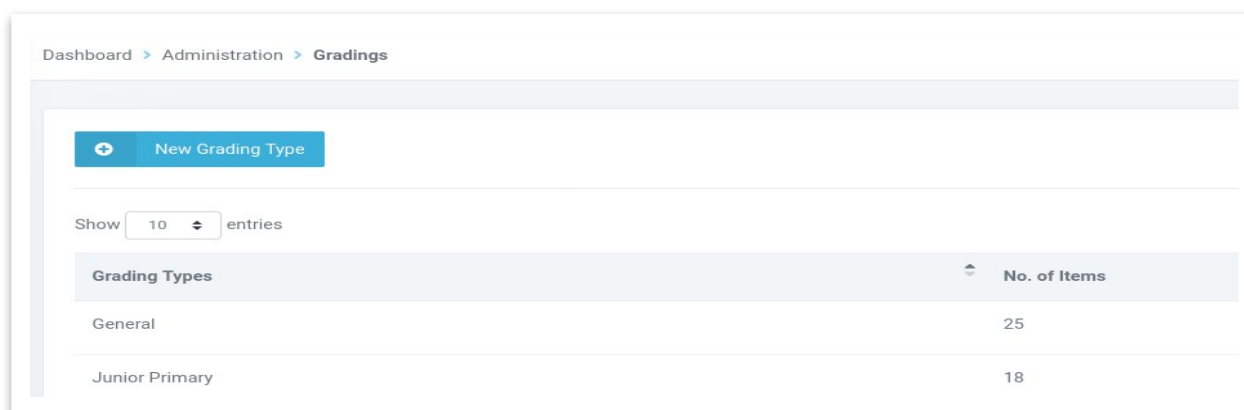 Dashboard > Administration > Gradings
New Grading Type
Show 10 entries
Grading Types No. of Items
General 25
Junior Primary 18